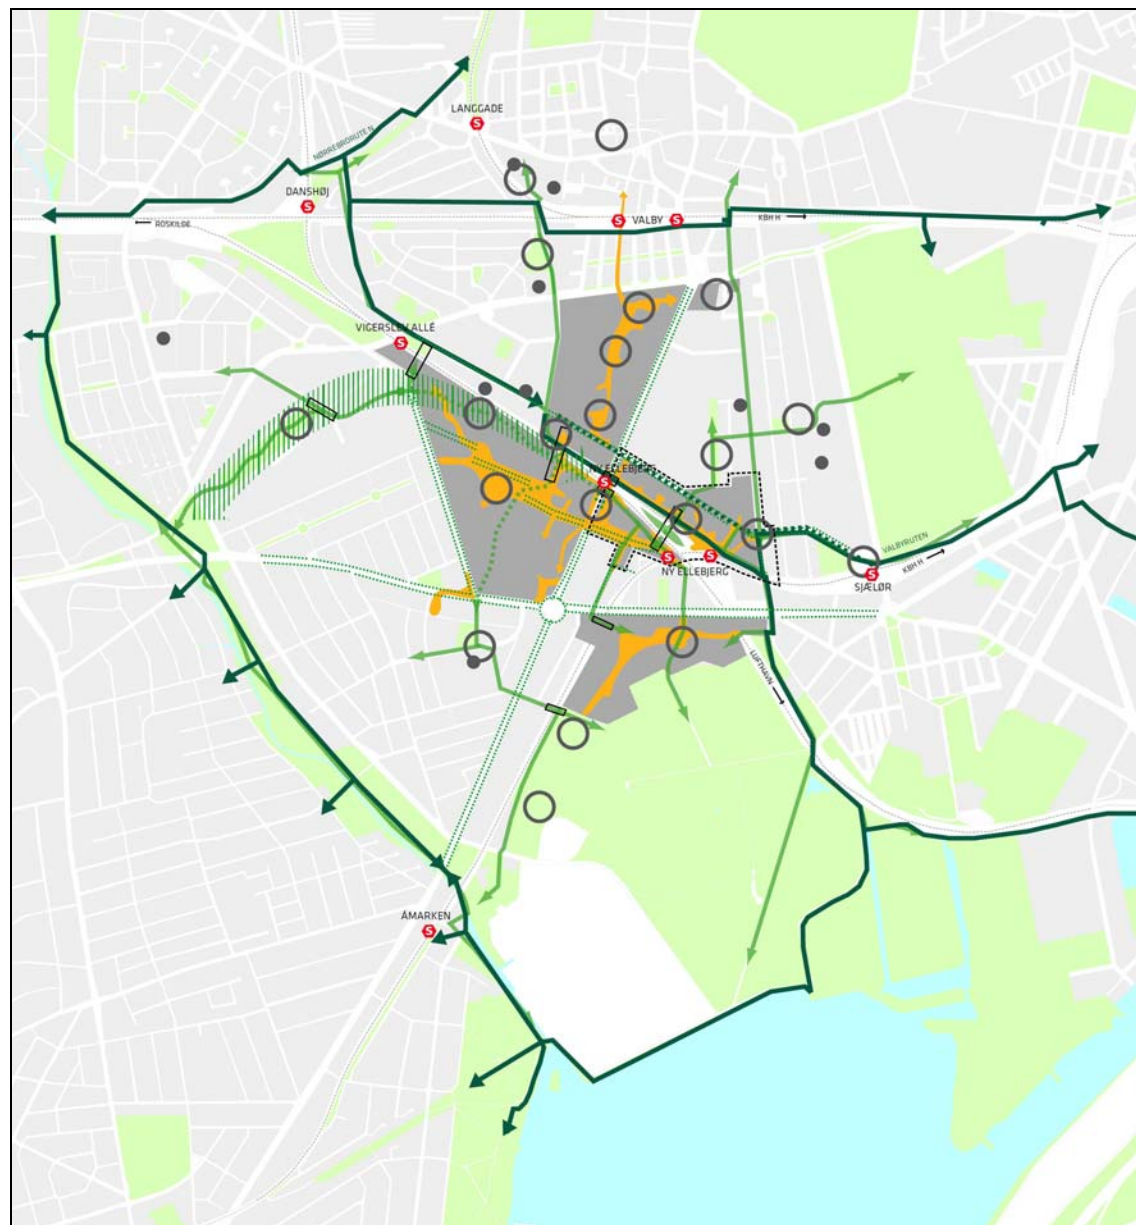 LANGGADE
S
NØRREBRORUTEN
DANSHØJ
S
ROSKILDE
S VALBY S
KBH H
VIGERSLEV ALLÉ
S
NY ELLEBJERG
S
VALBYRUTEN
KBH H
S S
NY ELLEBJERG
S
SJÆLØR
LUFTHAVN
ÅMARKEN
S